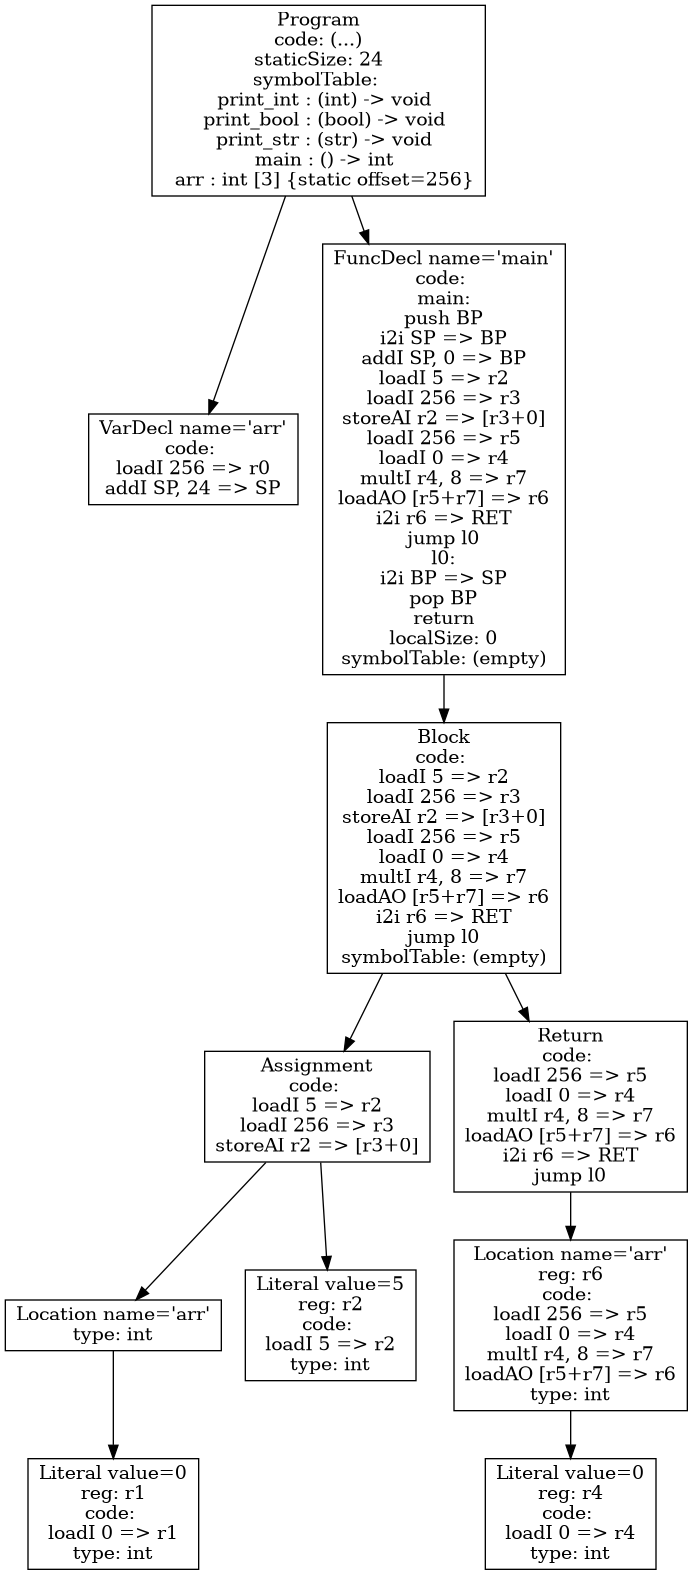 Program
code: (...)
staticSize: 24
symbolTable:
print_int : (int) -> void
print_bool : (bool) -> void
print_str : (str) -> void
main : () -> int
arr : int [3] {static offset=256}
FuncDecl name='main'
code:
main:
push BP
i2i SP => BP
addI SP, 0 => BP
loadI 5 => r2
loadI 256 => r3
storeAI r2 => [r3+0]
loadI 256 => r5
loadI 0 => r4
multI r4, 8 => r7
loadAO [r5+r7] => r6
i2i r6 => RET
jump l0
l0:
i2i BP => SP
pop BP
return
localSize: 0
symbolTable: (empty)
VarDecl name='arr'
code:
loadI 256 => r0
addI SP, 24 => SP
Block
code:
loadI 5 => r2
loadI 256 => r3
storeAI r2 => [r3+0]
loadI 256 => r5
loadI 0 => r4
multI r4, 8 => r7
loadAO [r5+r7] => r6
i2i r6 => RET
jump l0
symbolTable: (empty)
Assignment
code:
loadI 5 => r2
loadI 256 => r3
storeAI r2 => [r3+0]
Return
code:
loadI 256 => r5
loadI 0 => r4
multI r4, 8 => r7
loadAO [r5+r7] => r6
i2i r6 => RET
jump l0
Location name='arr'
type: int
Literal value=5
reg: r2
code:
loadI 5 => r2
type: int
Location name='arr'
reg: r6
code:
loadI 256 => r5
loadI 0 => r4
multI r4, 8 => r7
loadAO [r5+r7] => r6
type: int
Literal value=0
reg: r1
code:
loadI 0 => r1
type: int
Literal value=0
reg: r4
code:
loadI 0 => r4
type: int